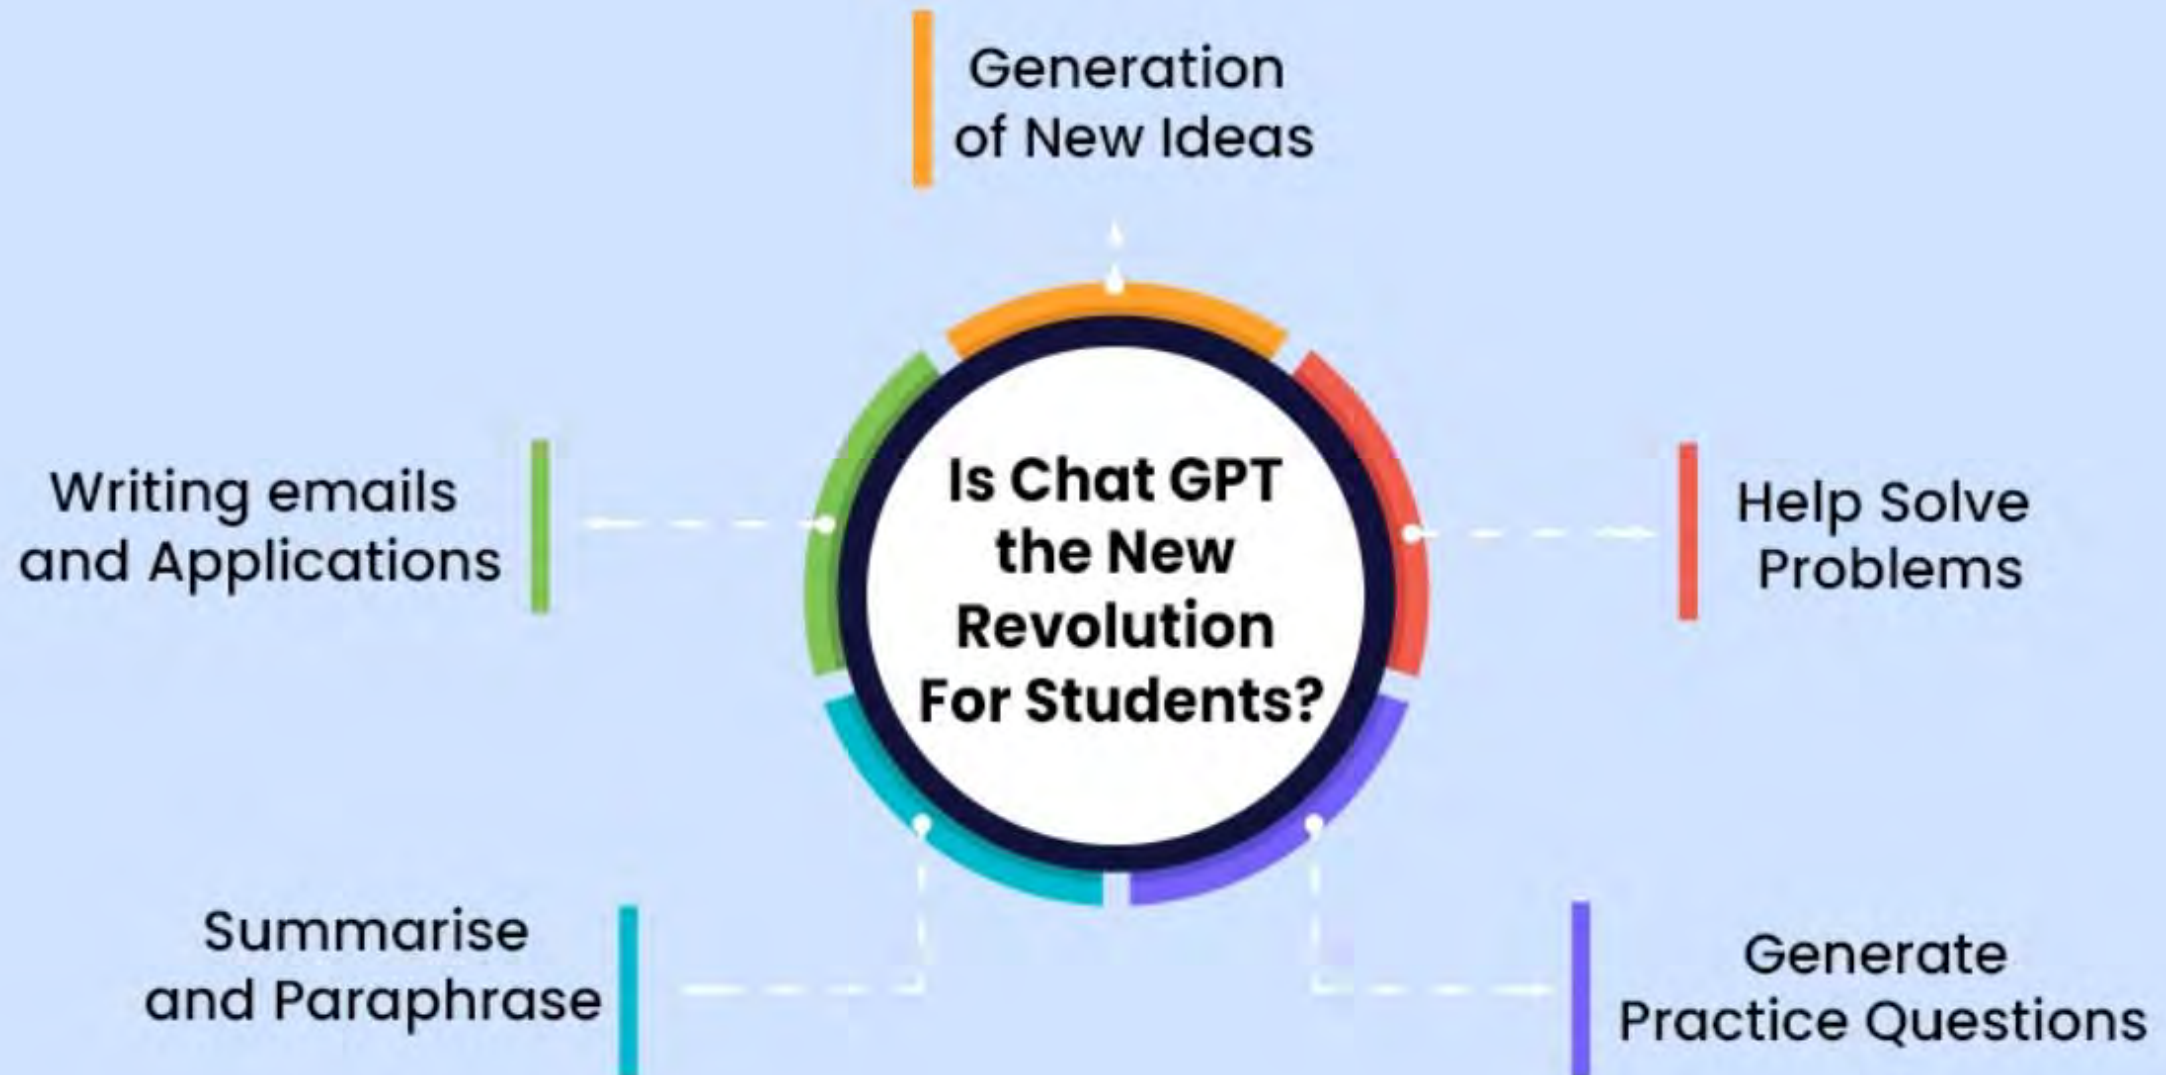 Generation
of New Ideas
Writing emails
and Applications
Is Chat GPT
the New
Revolution
For Students?
Help Solve
Problems
Summarise
and Paraphrase
Generate
Practice Questions